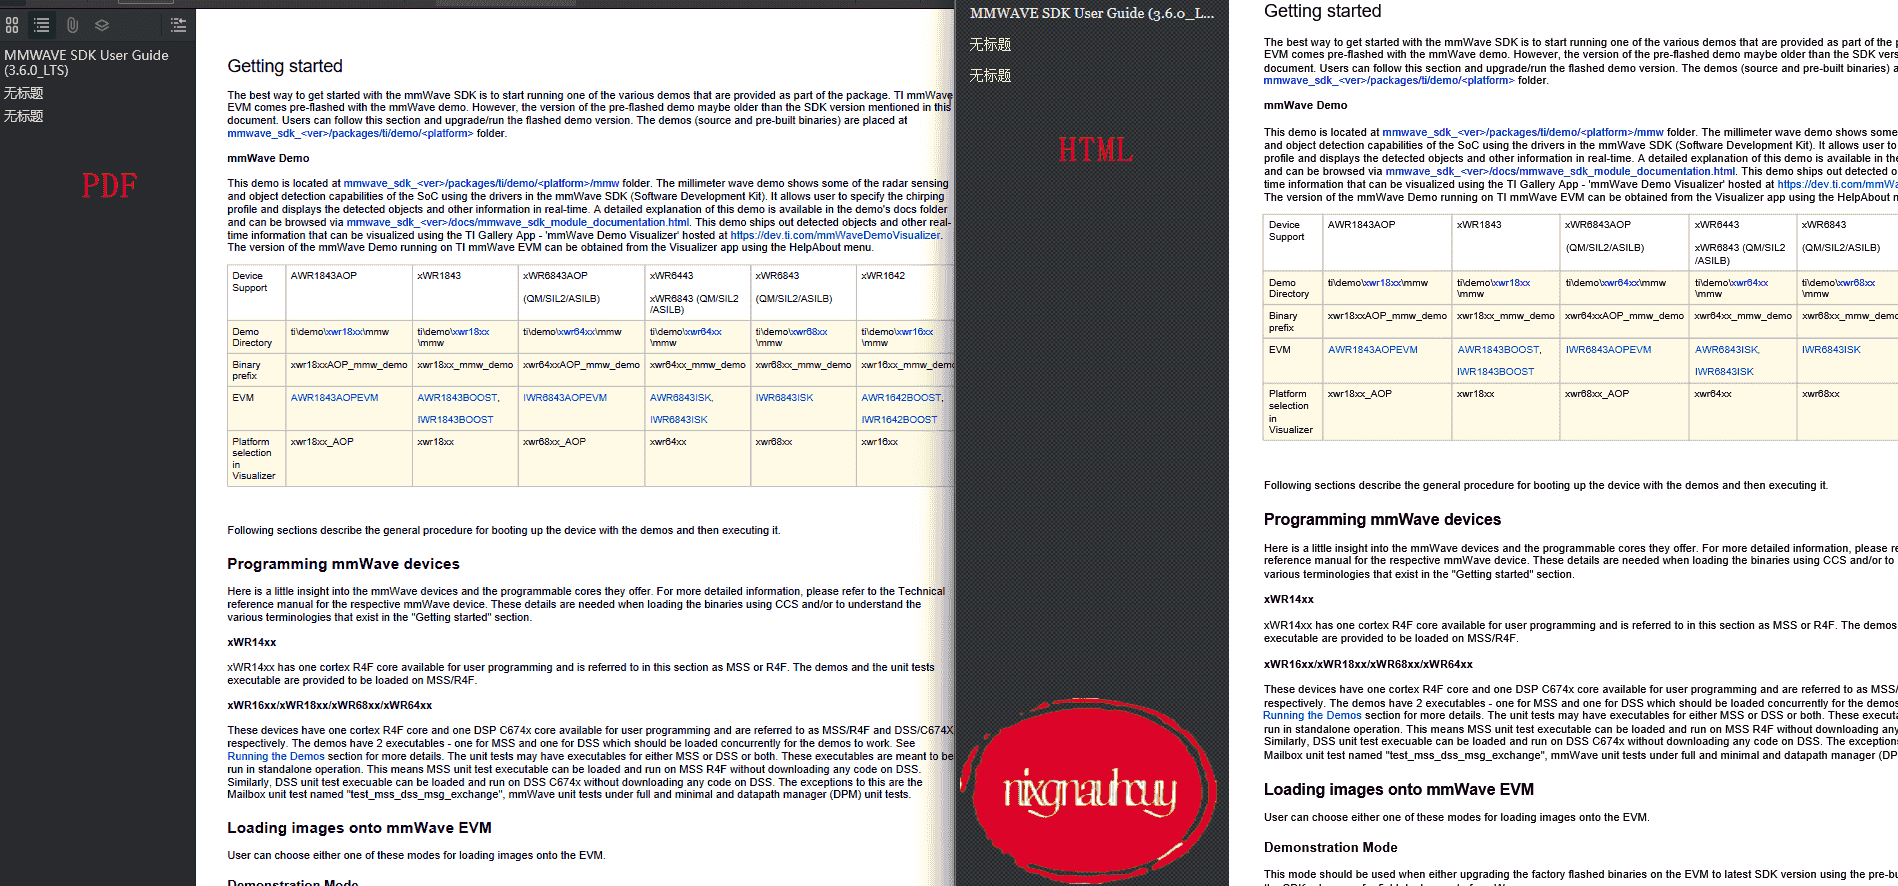 MMWAVE SDK User Guide
(3.6.0_LTS)
无标题
无标题
PDF
Getting started
The best way to get started with the mmWave SDK is to start running one of the various demos that are provided as part of the package. TI mmWave
EVM comes pre-flashed with the mmWave demo. However, the version of the pre-flashed demo maybe older than the SDK version mentioned in this
document. Users can follow this section and upgrade/run the flashed demo version. The demos (source and pre-built binaries) are placed at
mmwave_sdk_<ver>/packages/ti/demo/<platform> folder.
mmWave Demo
This demo is located at mmwave_sdk_<ver>/packages/ti/demo/<platform>/mmw folder. The millimeter wave demo shows some of the radar sensing
and object detection capabilities of the SoC using the drivers in the mmWave SDK (Software Development Kit). It allows user to specify the chirping
profile and displays the detected objects and other information in real-time. A detailed explanation of this demo is available in the demo's docs folder
and can be browsed via mmwave_sdk_<ver>/docs/mmwave_sdk_module_documentation.html. This demo ships out detected objects and other real-
time information that can be visualized using the TI Gallery App - 'mmWave Demo Visualizer' hosted at https://dev.ti.com/mmWaveDemoVisualizer.
The version of the mmWave Demo running on TI mmWave EVM can be obtained from the Visualizer app using the HelpAbout menu.
Device AWR1843AOP xWR1843 xWR6843AOP xWR6443 xWR6843 xWR1642
Support
(QM/SIL2/ASILB) xWR6843 (QM/SIL2 (QM/SIL2/ASILB)
/ASILB)
Demo ti\demo\xwr18xx\mmw ti\demo\xwr18xx ti\demo\xwr64xx\mmw ti\demo\xwr64xx ti\demo\xwr68xx ti\demo\xwr16xx
Directory \mmw \mmw \mmw \mmw
Binary xwr18xxAOP_mmw_demo xwr18xx_mmw_demo xwr64xxAOP_mmw_demo xwr64xx_mmw_demo xwr68xx_mmw_demo xwr16xx_mmw_demo
prefix
EVM AWR1843AOPEVM AWR1843BOOST, IWR6843AOPEVM AWR6843ISK, IWR6843ISK AWR1642BOOST,
IWR1843BOOST IWR6843ISK IWR1642BOOST
Platform xwr18xx_AOP xwr18xx xwr68xx_AOP xwr64xx xwr68xx xwr16xx
selection
in
Visualizer
Following sections describe the general procedure for booting up the device with the demos and then executing it.
Programming mmWave devices
Here is a little insight into the mmWave devices and the programmable cores they offer. For more detailed information, please refer to the Technical
reference manual for the respective mmWave device. These details are needed when loading the binaries using CCS and/or to understand the
various terminologies that exist in the "Getting started" section.
xWR14xx
xWR14xx has one cortex R4F core available for user programming and is referred to in this section as MSS or R4F. The demos and the unit tests
executable are provided to be loaded on MSS/R4F.
xWR16xx/xWR18xx/xWR68xx/xWR64xx
These devices have one cortex R4F core and one DSP C674x core available for user programming and are referred to as MSS/R4F and DSS/C674X
respectively. The demos have 2 executables - one for MSS and one for DSS which should be loaded concurrently for the demos to work. See
Running the Demos section for more details. The unit tests may have executables for either MSS or DSS or both. These executables are meant to be
run in standalone operation. This means MSS unit test executable can be loaded and run on MSS R4F without downloading any code on DSS.
Similarly, DSS unit test execuable can be loaded and run on DSS C674x without downloading any code on DSS. The exceptions to this are the
Mailbox unit test named "test_mss_dss_msg_exchange", mmWave unit tests under full and minimal and datapath manager (DPM) unit tests.
Loading images onto mmWave EVM
User can choose either one of these modes for loading images onto the EVM.
Demonstration Mode
MMWAVE SDK User Guide (3.6.0_L...
无标题
无标题
HTML
Getting started
The best way to get started with the mmWave SDK is to start running one of the various demos that are provided as part of the p
EVM comes pre-flashed with the mmWave demo. However, the version of the pre-flashed demo maybe older than the SDK vers
document. Users can follow this section and upgrade/run the flashed demo version. The demos (source and pre-built binaries) a
mmwave_sdk_<ver>/packages/ti/demo/<platform> folder.
mmWave Demo
This demo is located at mmwave_sdk_<ver>/packages/ti/demo/<platform>/mmw folder. The millimeter wave demo shows some
and object detection capabilities of the SoC using the drivers in the mmWave SDK (Software Development Kit). It allows user to
profile and displays the detected objects and other information in real-time. A detailed explanation of this demo is available in the
and can be browsed via mmwave_sdk_<ver>/docs/mmwave_sdk_module_documentation.html. This demo ships out detected o
time information that can be visualized using the TI Gallery App - 'mmWave Demo Visualizer' hosted at https://dev.ti.com/mmWa
The version of the mmWave Demo running on TI mmWave EVM can be obtained from the Visualizer app using the HelpAbout m
Device AWR1843AOP xWR1843 xWR6843AOP xWR6443 xWR6843
Support
(QM/SIL2/ASILB) xWR6843 (QM/SIL2 (QM/SIL2/ASILB)
/ASILB)
Demo ti\demo\xwr18xx\mmw ti\demo\xwr18xx ti\demo\xwr64xx\mmw ti\demo\xwr64xx ti\demo\xwr68xx
Directory \mmw \mmw \mmw
Binary xwr18xxAOP_mmw_demo xwr18xx_mmw_demo xwr64xxAOP_mmw_demo xwr64xx_mmw_demo xwr68xx_mmw_demo
prefix
EVM AWR1843AOPEVM AWR1843BOOST, IWR6843AOPEVM AWR6843ISK, IWR6843ISK
IWR1843BOOST IWR6843ISK
Platform xwr18xx_AOP xwr18xx xwr68xx_AOP xwr64xx xwr68xx
selection
in
Visualizer
Following sections describe the general procedure for booting up the device with the demos and then executing it.
Programming mmWave devices
Here is a little insight into the mmWave devices and the programmable cores they offer. For more detailed information, please re
reference manual for the respective mmWave device. These details are needed when loading the binaries using CCS and/or to
various terminologies that exist in the "Getting started" section.
xWR14xx
xWR14xx has one cortex R4F core available for user programming and is referred to in this section as MSS or R4F. The demos
executable are provided to be loaded on MSS/R4F.
xWR16xx/xWR18xx/xWR68xx/xWR64xx
These devices have one cortex R4F core and one DSP C674x core available for user programming and are referred to as MSS/
respectively. The demos have 2 executables - one for MSS and one for DSS which should be loaded concurrently for the demos
Running the Demos section for more details. The unit tests may have executables for either MSS or DSS or both. These execut
run in standalone operation. This means MSS unit test executable can be loaded and run on MSS R4F without downloading any
Similarly, DSS unit test execuable can be loaded and run on DSS C674x without downloading any code on DSS. The exceptions
Mailbox unit test named "test_mss_dss_msg_exchange", mmWave unit tests under full and minimal and datapath manager (DP
Loading images onto mmWave EVM
User can choose either one of these modes for loading images onto the EVM.
Demonstration Mode
This mode should be used when either upgrading the factory flashed binaries on the EVM to latest SDK version using the pre-bu